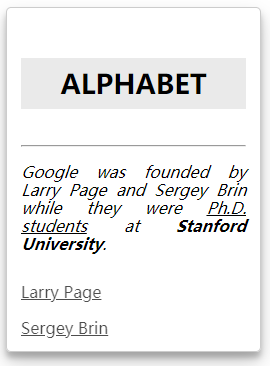 ALPHABET
Google was founded by
Larry Page and Sergey Brin
while they were Ph.D.
students at Stanford
University.
Larry Page
Sergey Brin